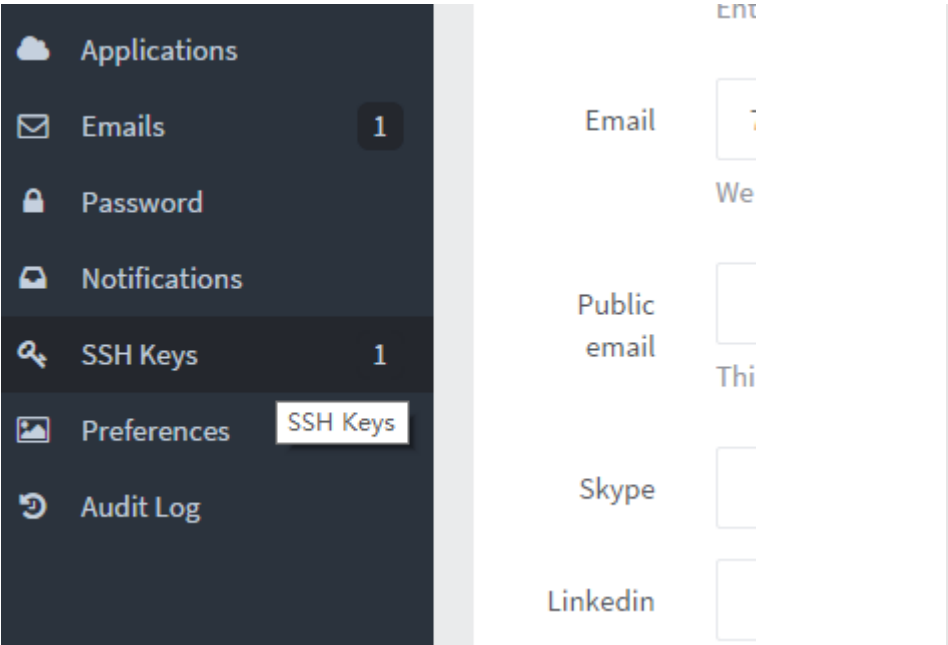 Applications
Emails 1
Password
Notifications
SSH Keys 1
SSH Keys
Preferences
Audit Log
Ent
Email
We
Public
email
Thi
Skype
Linkedin